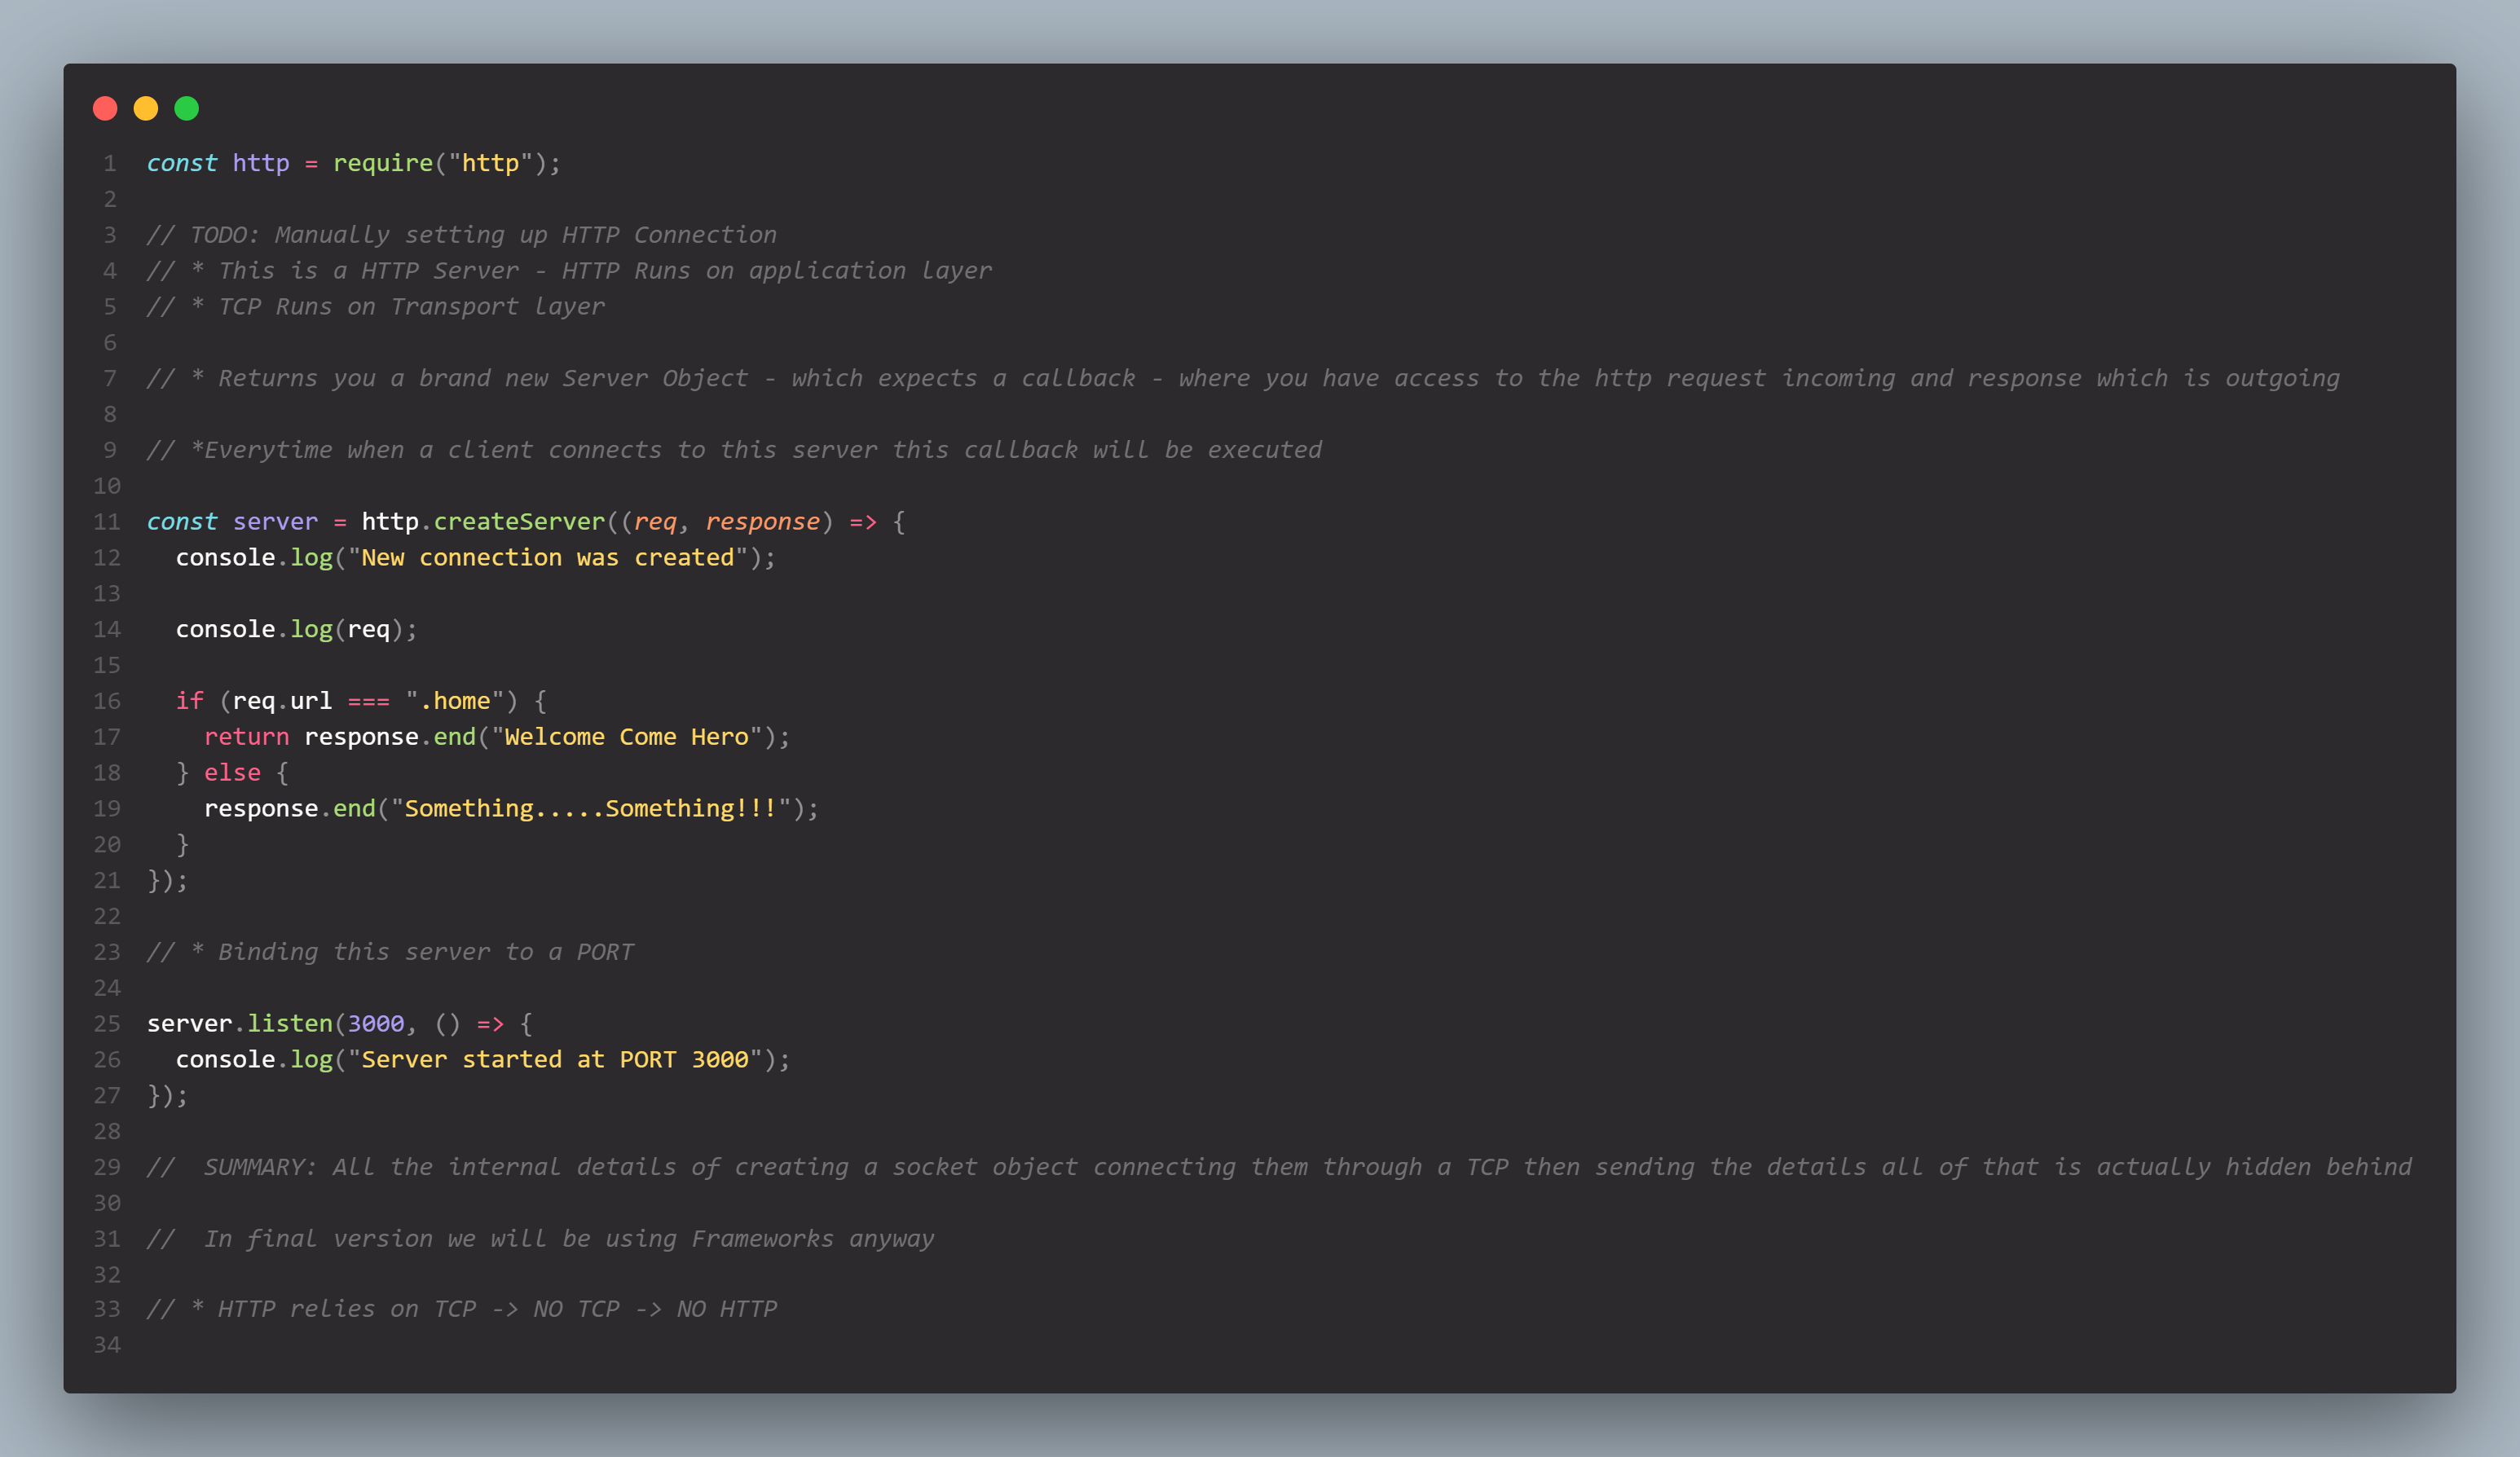 1 const http = require("http");
2
3 // TODO: Manually setting up HTTP Connection
4 // * This is a HTTP Server - HTTP Runs on application layer
5 // * TCP Runs on Transport layer
6
7 // * Returns you a brand new Server Object - which expects a callback - where you have access to the http request incoming and response which is outgoing
8
9 // *Everytime when a client connects to this server this callback will be executed
10
11 const server = http.createServer((req, response) => {
12   console.log("New connection was created");
13
14   console.log(req);
15
16   if (req.url === ".home") {
17     return response.end("Welcome Come Hero");
18   } else {
19     response.end("Something.....Something!!!");
20   }
21 });
22
23 // * Binding this server to a PORT
24
25 server.listen(3000, () => {
26   console.log("Server started at PORT 3000");
27 });
28
29 //  SUMMARY: All the internal details of creating a socket object connecting them through a TCP then sending the details all of that is actually hidden behind
30
31 //  In final version we will be using Frameworks anyway
32
33 // * HTTP relies on TCP -> NO TCP -> NO HTTP
34